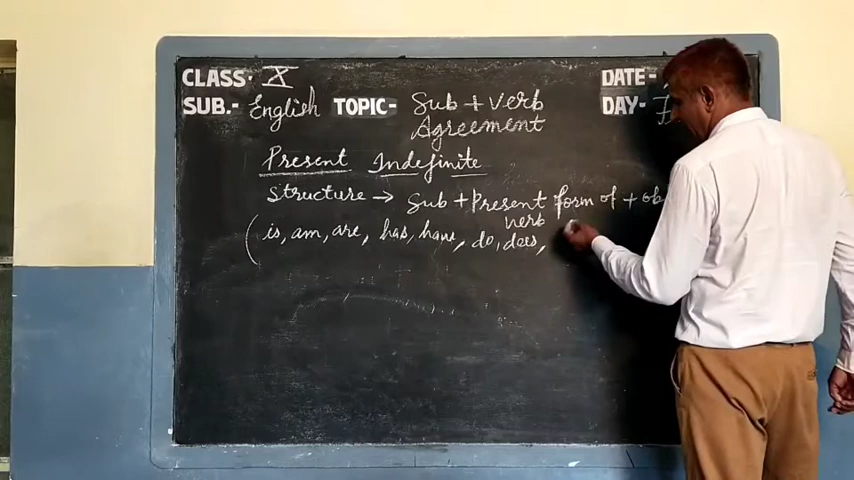 CLASS- X DATE-
SUB.- English TOPIC- Sub + Verb DAY-
Agreement
Present Indefinite
Structure → Sub + Present form of + ob
verb
(is, am, are, has, have, do, does,